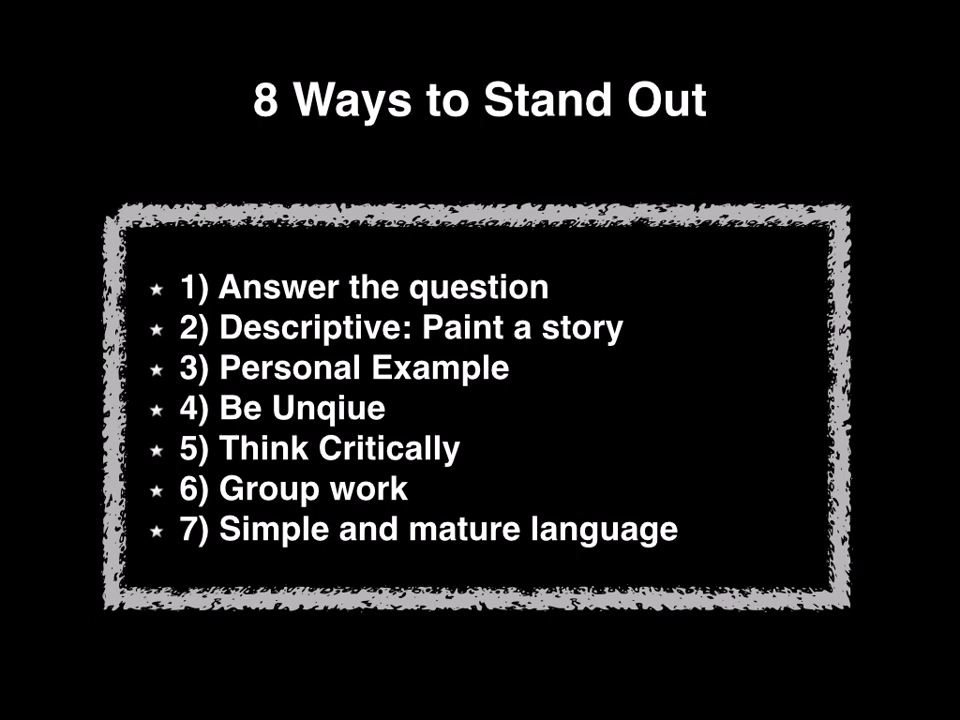 8 Ways to Stand Out
1) Answer the question
2) Descriptive: Paint a story
3) Personal Example
4) Be Unqiue
5) Think Critically
6) Group work
7) Simple and mature language